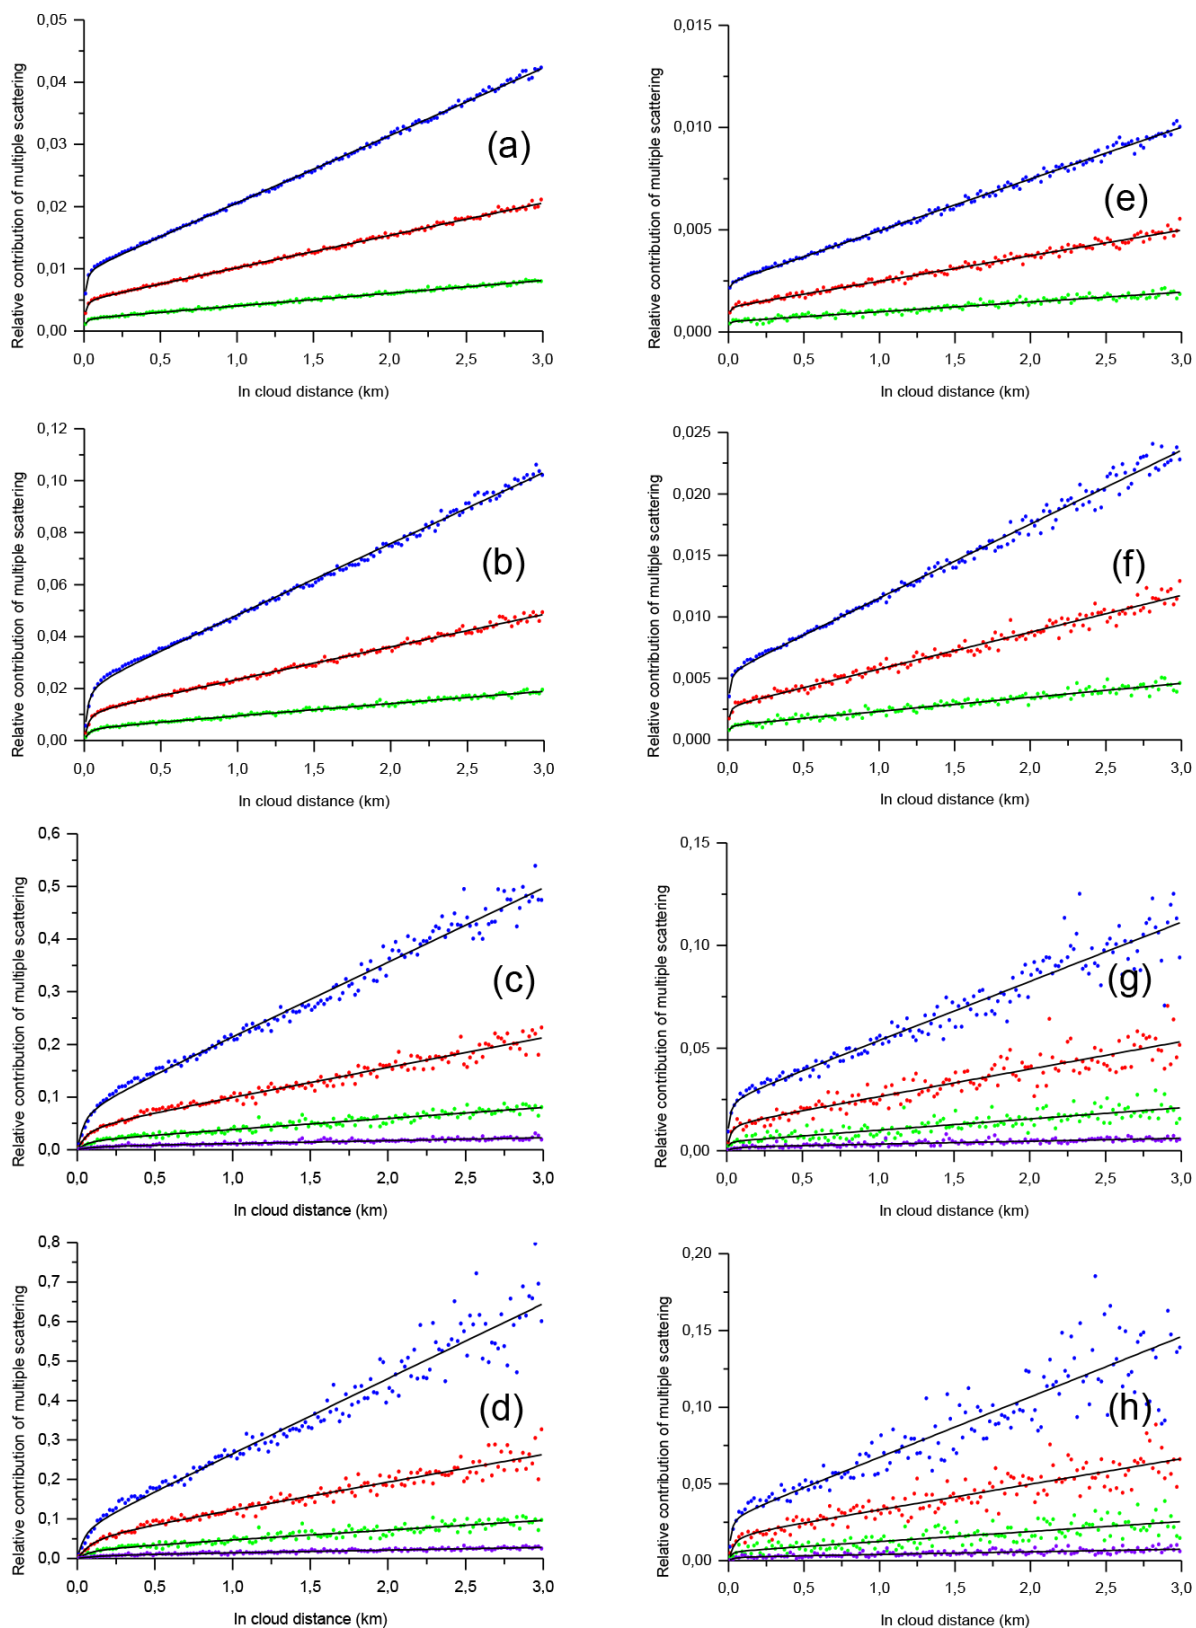 Relative contribution of multiple scattering
0,05
0,04
0,03
0,02
0,01
0,00
0,0 0,5 1,0 1,5 2,0 2,5 3,0
In cloud distance (km)
(a)
Relative contribution of multiple scattering
0,015
0,010
0,005
0,000
0,0 0,5 1,0 1,5 2,0 2,5 3,0
In cloud distance (km)
(e)
Relative contribution of multiple scattering
0,12
0,10
0,08
0,06
0,04
0,02
0,00
0,0 0,5 1,0 1,5 2,0 2,5 3,0
In cloud distance (km)
(b)
Relative contribution of multiple scattering
0,025
0,020
0,015
0,010
0,005
0,000
0,0 0,5 1,0 1,5 2,0 2,5 3,0
In cloud distance (km)
(f)
Relative contribution of multiple scattering
0,6
0,5
0,4
0,3
0,2
0,1
0,0
0,0 0,5 1,0 1,5 2,0 2,5 3,0
In cloud distance (km)
(c)
Relative contribution of multiple scattering
0,15
0,10
0,05
0,00
0,0 0,5 1,0 1,5 2,0 2,5 3,0
In cloud distance (km)
(g)
Relative contribution of multiple scattering
0,8
0,7
0,6
0,5
0,4
0,3
0,2
0,1
0,0
0,0 0,5 1,0 1,5 2,0 2,5 3,0
In cloud distance (km)
(d)
Relative contribution of multiple scattering
0,20
0,15
0,10
0,05
0,00
0,0 0,5 1,0 1,5 2,0 2,5 3,0
In cloud distance (km)
(h)